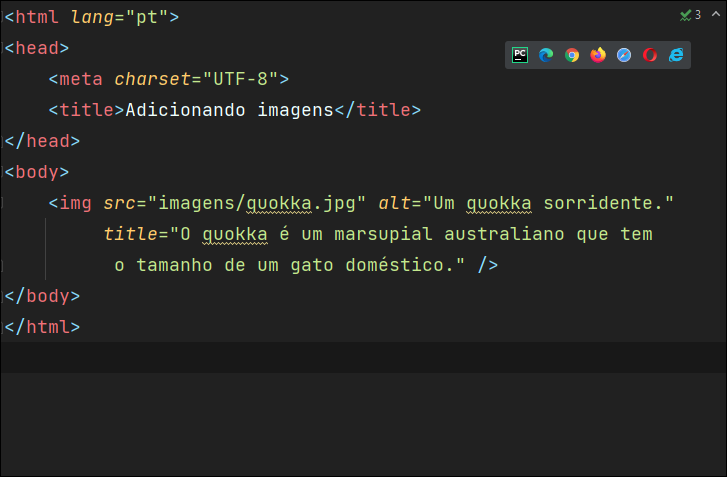 <html lang="pt">
<head>
    <meta charset="UTF-8">
    <title>Adicionando imagens</title>
</head>
<body>
    <img src="imagens/quokka.jpg" alt="Um quokka sorridente."
         title="O quokka é um marsupial australiano que tem
          o tamanho de um gato doméstico." />
</body>
</html>
3
PC